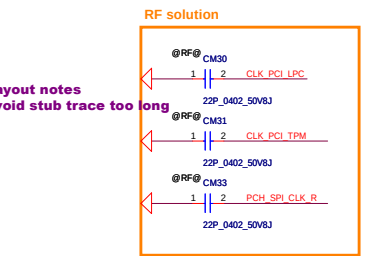 RF solution
@RF@ CM30
1 2 CLK_PCI_LPC
22P_0402_50V8J
ayout notes
void stub trace too long
@RF@ CM31
1 2 CLK_PCI_TPM
22P_0402_50V8J
@RF@ CM33
1 2 PCH_SPI_CLK_R
22P_0402_50V8J